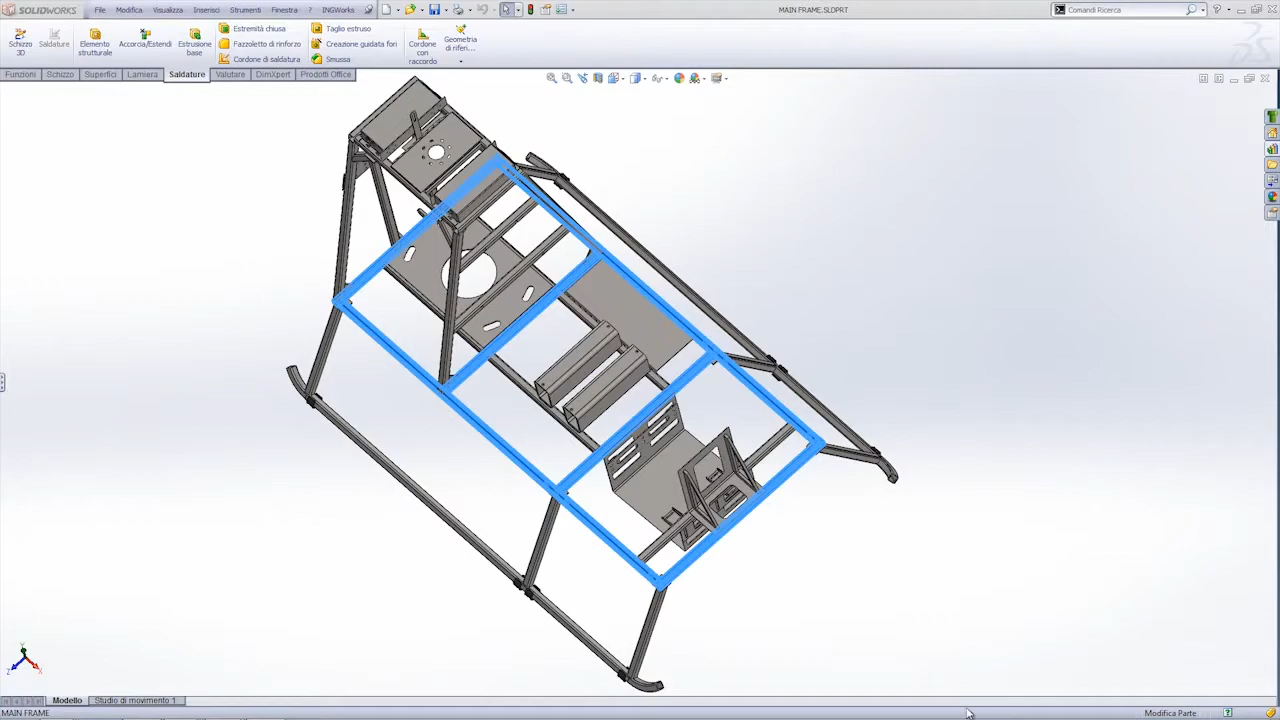 SOLIDWORKS File Modifica Visualizza Inserisci Strumenti Finestra ? INGWorks MAIN FRAME.SLDPRT Comandi Ricerca
Schizzo 3D Saldature Elemento strutturale Accorcia/Estendi Estrusione base
Estremità chiusa
Fazzoletto di rinforzo
Cordone di saldatura
Taglio estruso
Creazione guidata fori
Smussa
Cordone con raccordo Geometria di riferi...
Funzioni Schizzo Superfici Lamiera Saldature Valutare DimXpert Prodotti Office
Y
Z X
Modello Studio di movimento 1
MAIN FRAME Modifica Parte